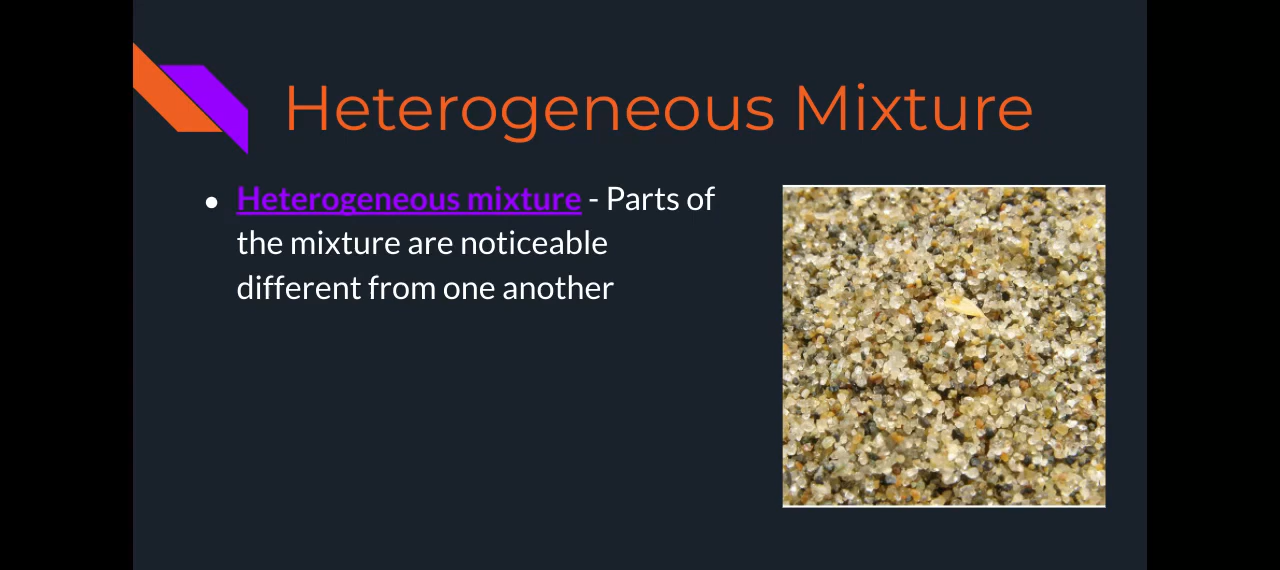 Heterogeneous Mixture
● Heterogeneous mixture - Parts of
the mixture are noticeable
different from one another